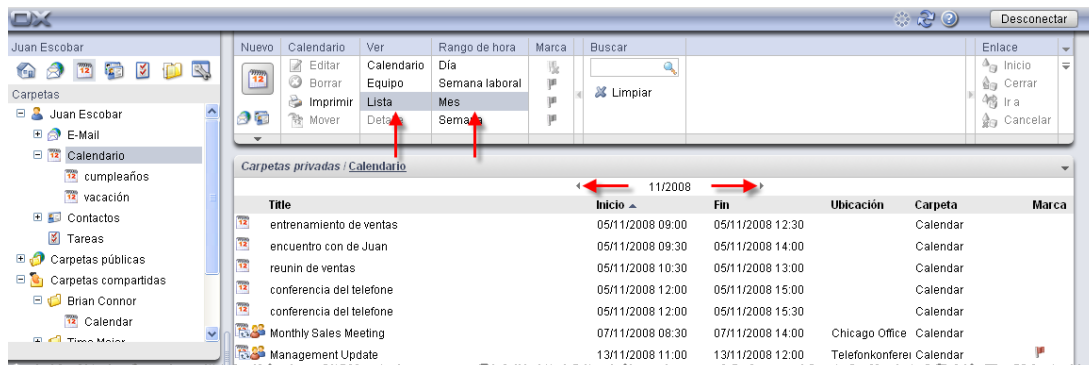 OX
Desconectar
Juan Escobar
Carpetas
Juan Escobar
E-Mail
Calendario
cumpleaños
vacación
Contactos
Tareas
Carpetas públicas
Carpetas compartidas
Brian Connor
Calendar
Nuevo Calendario Ver Rango de hora Marca Buscar Enlace
Editar Calendario Día Inicio
Borrar Equipo Semana laboral Limpiar Cerrar
Imprimir Lista Mes Ir a
Mover Semana Cancelar
Carpetas privadas / Calendario
11/2008
Title Inicio Fin Ubicación Carpeta Marca
entrenamiento de ventas 05/11/2008 09:00 05/11/2008 12:30 Calendar
encuentro con de Juan 05/11/2008 09:30 05/11/2008 14:00 Calendar
reunin de ventas 05/11/2008 10:30 05/11/2008 13:00 Calendar
conferencia del telefone 05/11/2008 12:00 05/11/2008 15:00 Calendar
conferencia del telefone 05/11/2008 12:00 05/11/2008 15:30 Calendar
Monthly Sales Meeting 07/11/2008 08:30 07/11/2008 14:00 Chicago Office Calendar
Management Update 13/11/2008 11:00 13/11/2008 12:00 Telefonkonferei Calendar